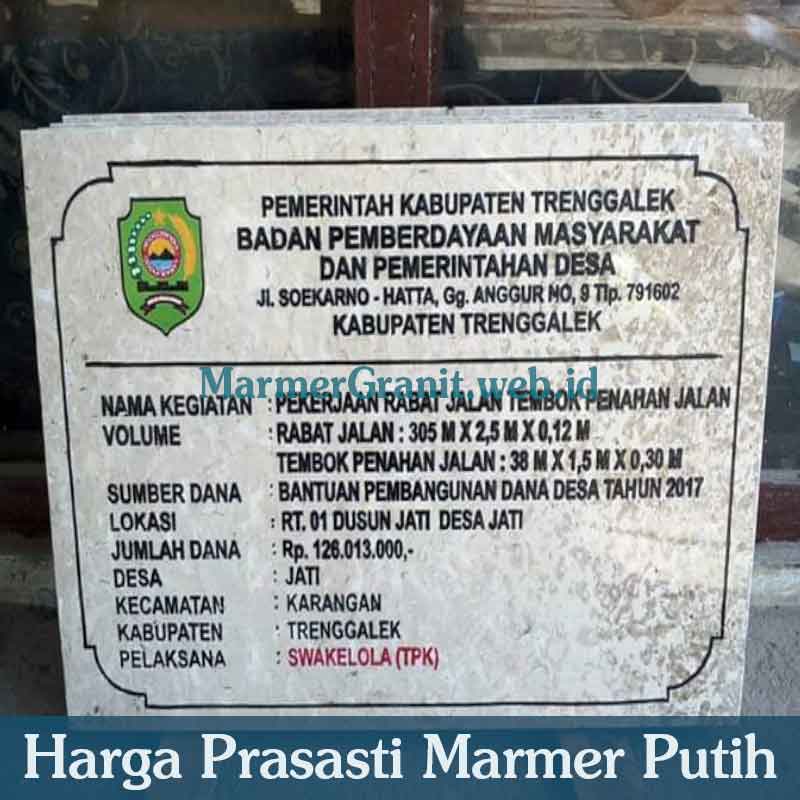 PEMERINTAH KABUPATEN TRENGGALEK
BADAN PEMBERDAYAAN MASYARAKAT
DAN PEMERINTAHAN DESA
Jl. SOEKARNO - HATTA, Gg. ANGGUR NO, 9 Tlp. 791602
KABUPATEN TRENGGALEK
MarmerGranit.web.id
NAMA KEGIATAN : PEKERJAAN RABAT JALAN TEMBOK PENAHAN JALAN
VOLUME : RABAT JALAN : 305 M X 2,5 M X 0,12 M
TEMBOK PENAHAN JALAN : 38 M X 1,5 M X 0,30 M
SUMBER DANA : BANTUAN PEMBANGUNAN DANA DESA TAHUN 2017
LOKASI : RT. 01 DUSUN JATI DESA JATI
JUMLAH DANA : Rp. 126.013.000,-
DESA : JATI
KECAMATAN : KARANGAN
KABUPATEN : TRENGGALEK
PELAKSANA : SWAKELOLA (TPK)
Harga Prasasti Marmer Putih